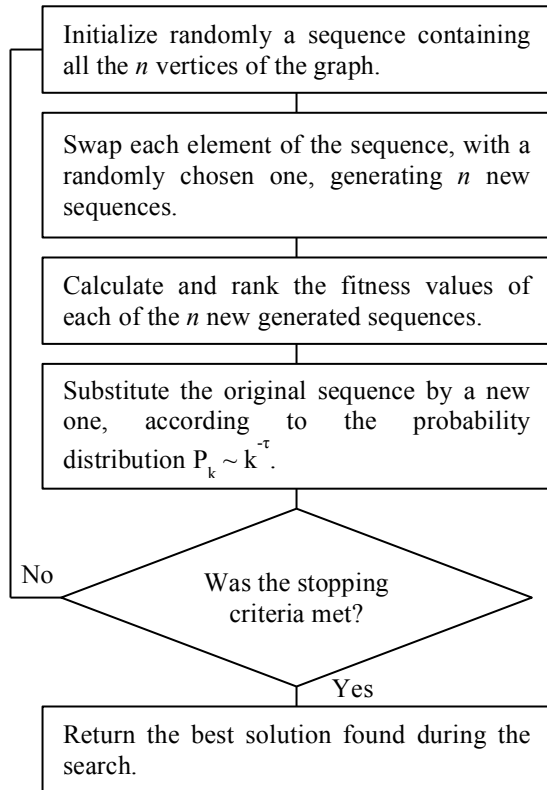 Initialize randomly a sequence containing
all the n vertices of the graph.
Swap each element of the sequence, with a
randomly chosen one, generating n new
sequences.
Calculate and rank the fitness values of
each of the n new generated sequences.
Substitute the original sequence by a new
one, according to the probability
distribution P_k ~ k^-τ.
No
Was the stopping
criteria met?
Yes
Return the best solution found during the
search.